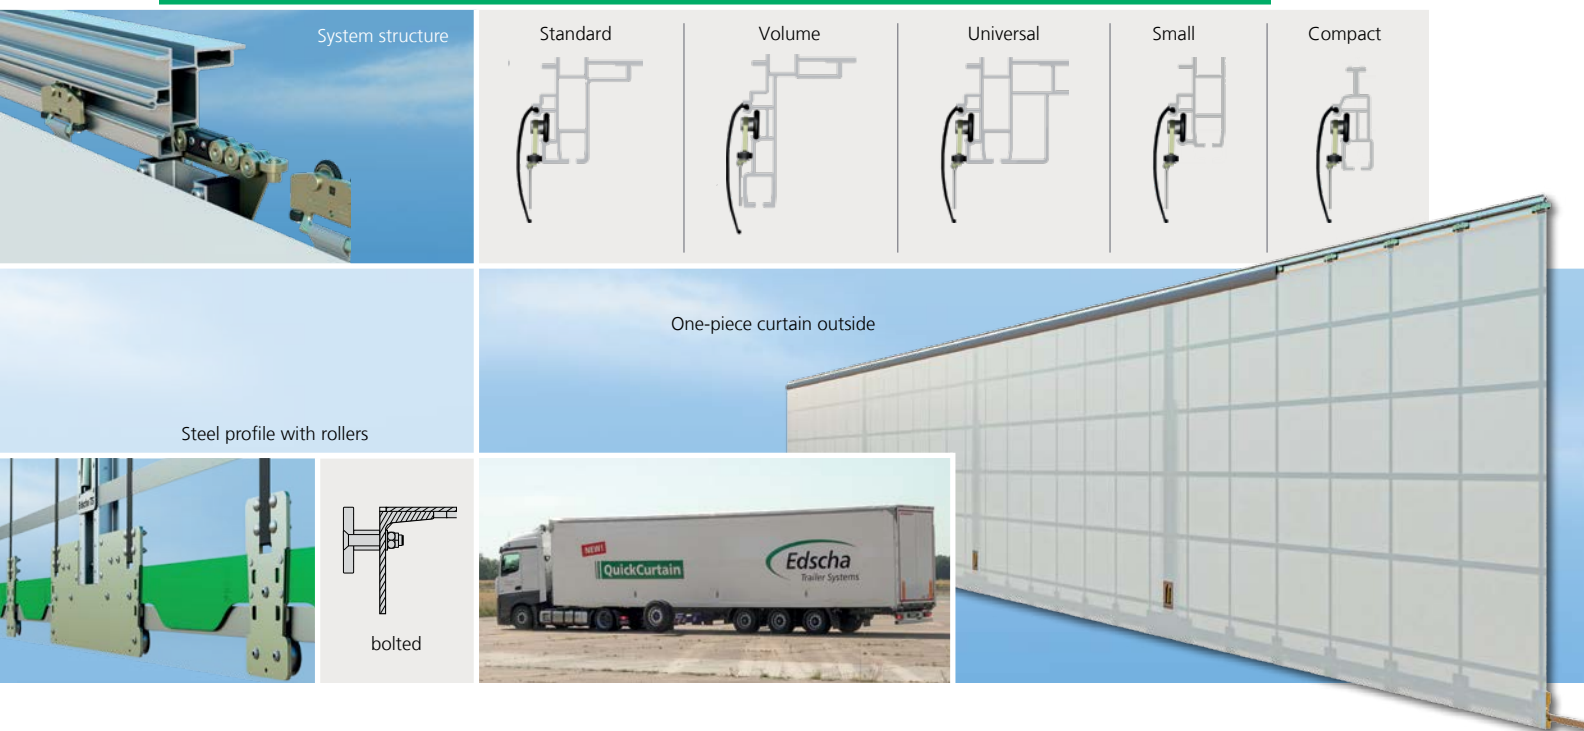 System structure
Standard
Volume
Universal
Small
Compact
One-piece curtain outside
Steel profile with rollers
bolted
NEW!
QuickCurtain
Edscha
Trailer Systems